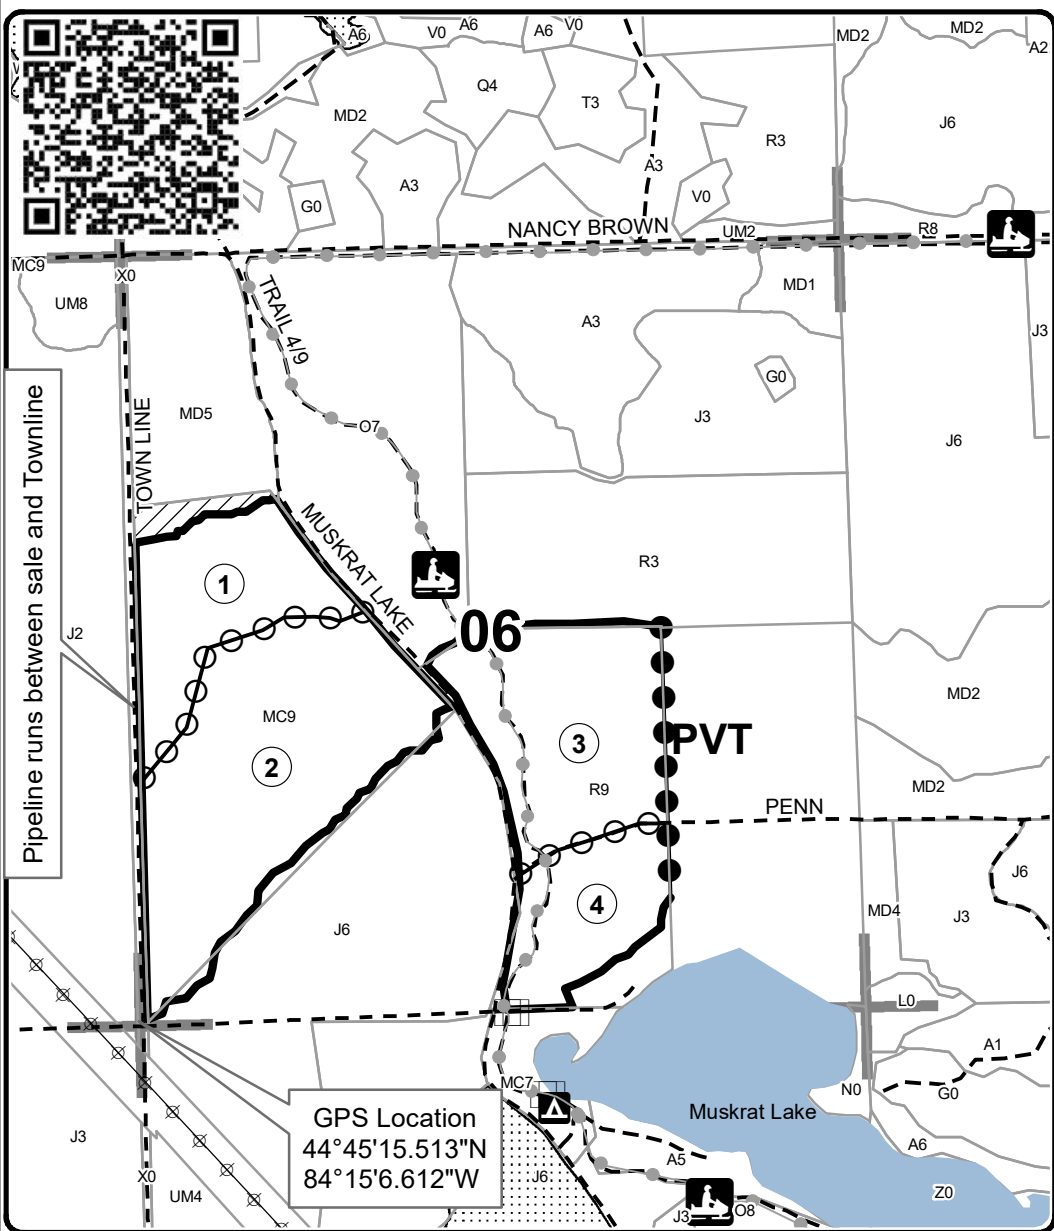 A6
V0
A6
A6
V0
MD2
MD2
A2
Q4
MD2
T3
J6
R3
A3
A3
V0
G0
NANCY BROWN
UM2
R8
MC9
X0
UM8
MD1
TRAIL 4/9
A3
J3
G0
MD5
TOWN LINE
O7
J3
J6
Pipeline runs between sale and Townline
MUSKRAT LAKE
R3
1
J2
06
MD2
MC9
3
PVT
2
R9
MD2
PENN
J6
4
MD4
J3
J6
L0
A1
MC7
N0
G0
GPS Location
44°45'15.513"N
84°15'6.612"W
Muskrat Lake
J3
A6
A5
J6
X0
UM4
Z0
J3
O8